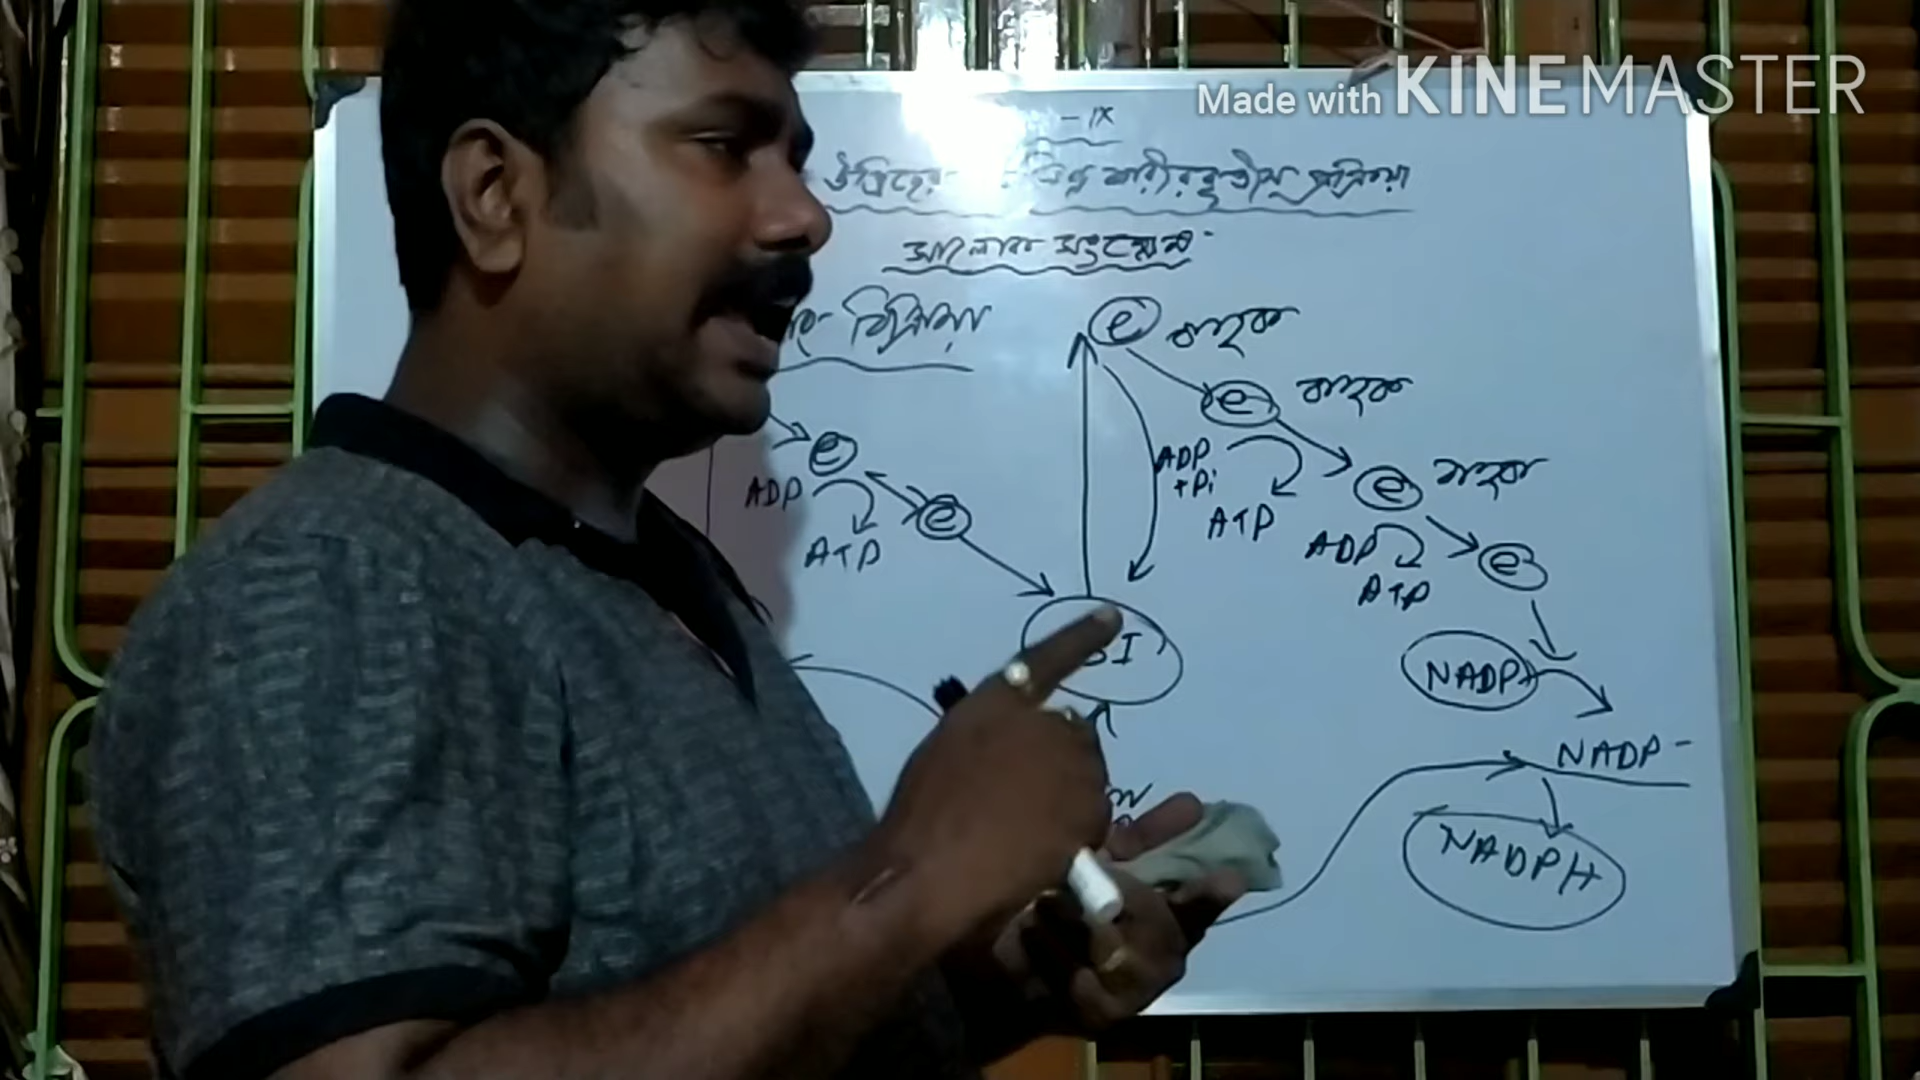 Made with KINEMASTER
- IX
শারীরবৃত্তীয় প্রক্রিয়া
আলোক সংশ্লেষ
e বাহক
e বাহক
e বাহক
e
ADP
ATP
e
ADP
+Pi
ATP
ADP
ATP
e
I
NADP
NADP -
NADPH